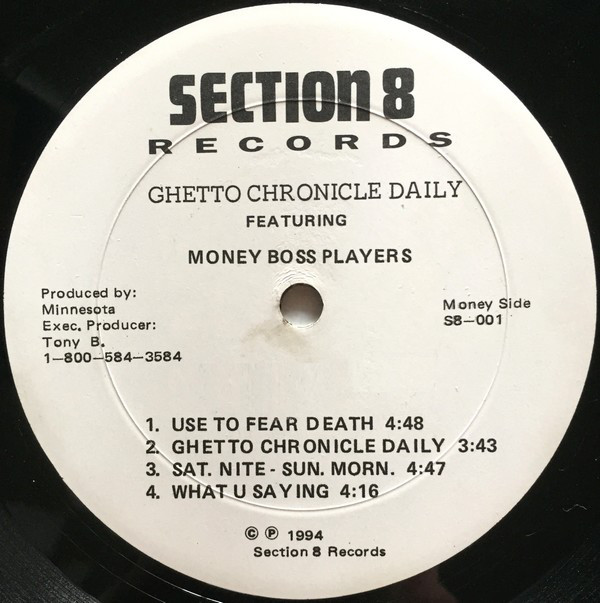 SECTION 8
RECORDS
GHETTO CHRONICLE DAILY
FEATURING
MONEY BOSS PLAYERS
Produced by:
Minnesota
Exec. Producer:
Tony B.
1-800-584-3584
Money Side
S8-001
1. USE TO FEAR DEATH 4:48
2. GHETTO CHRONICLE DAILY 3:43
3. SAT. NITE - SUN. MORN. 4:47
4. WHAT U SAYING 4:16
© ℗ 1994
Section 8 Records